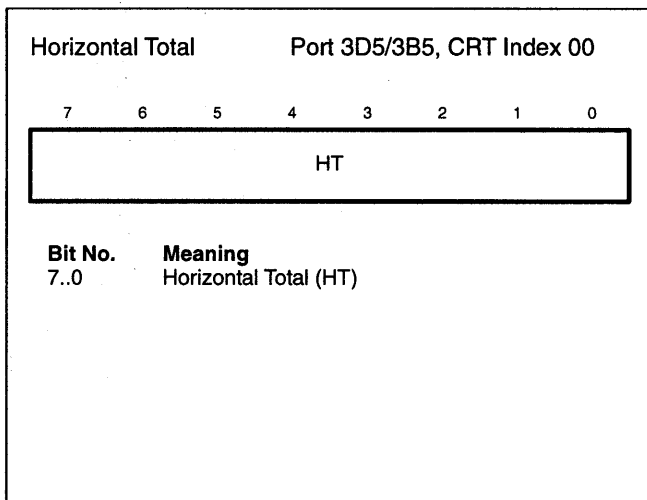 Horizontal Total Port 3D5/3B5, CRT Index 00
7 6 5 4 3 2 1 0
HT
Bit No. Meaning
7..0 Horizontal Total (HT)